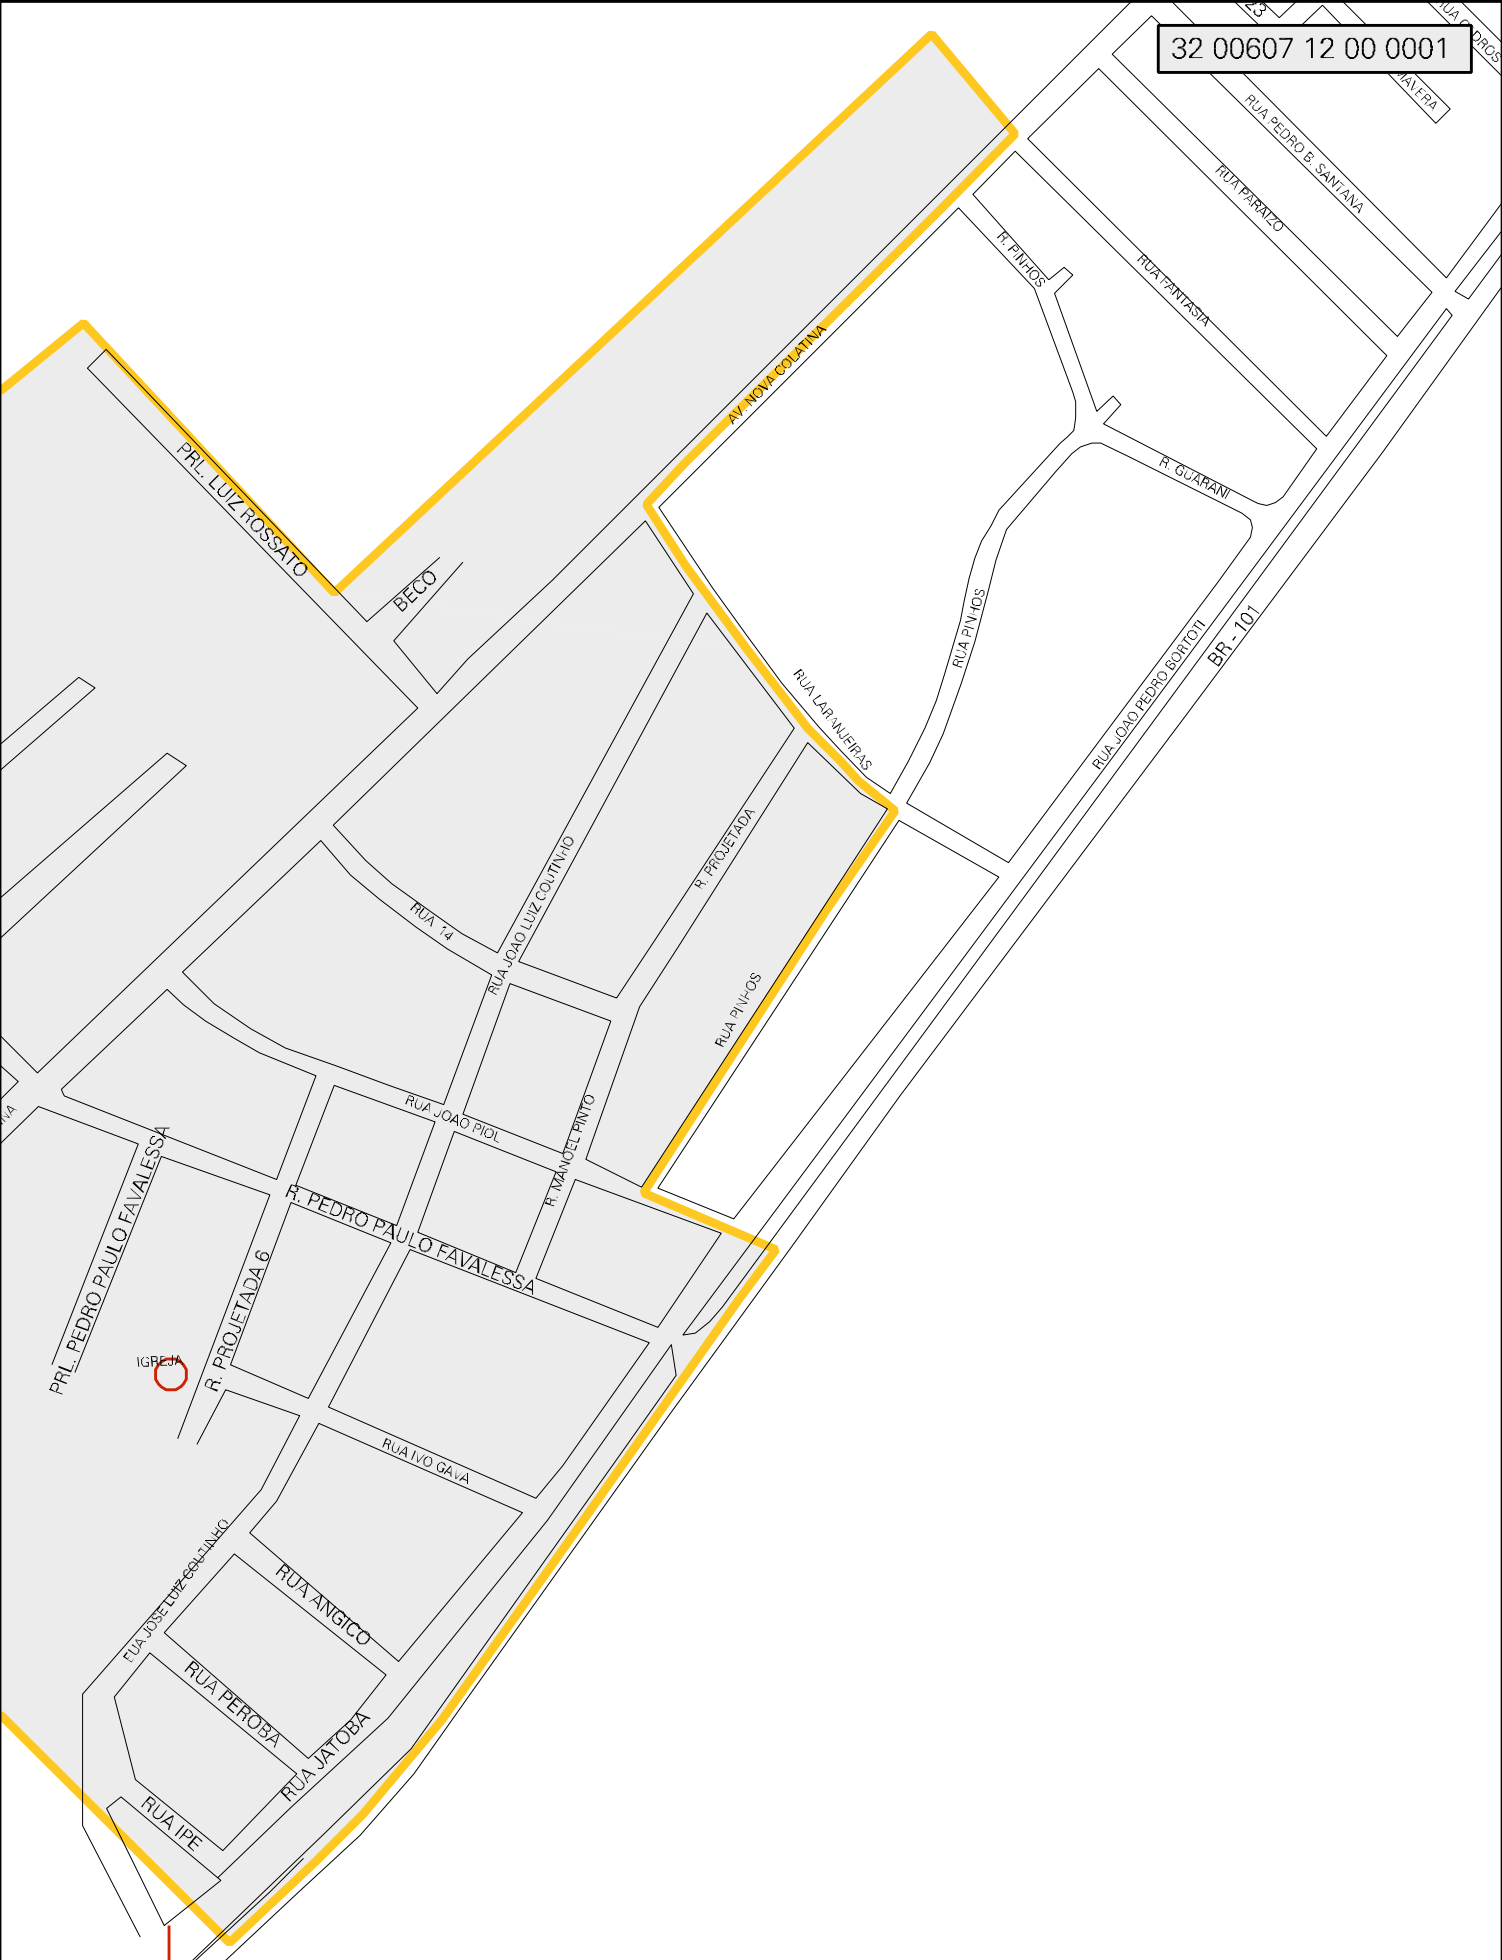 23
32 00607 12 00 0001
RUA PEDRO B. SANTANA
RUA PARAIZO
R. PINHOS
RUA FANTASIA
AV. NOVA COLATINA
PRL. LUIZ ROSSATO
R. GUARANI
BECO
RUA PINHOS
BR - 101
RUA JOAO PEDRO BORTOTI
RUA LARANJEIRAS
R. PROJETADA
RUA JOAO LUIZ COUTINHO
RUA 14
RUA PINHOS
RUA JOAO PIOL
R. MANOEL PINTO
PRL. PEDRO PAULO FAVALESSA
R. PEDRO PAULO FAVALESSA
R. PROJETADA 6
IGREJA
RUA IVO GAVA
RUA JOSE LUIZ COUTINHO
RUA ANGICO
RUA PEROBA
RUA JATOBA
RUA IPE